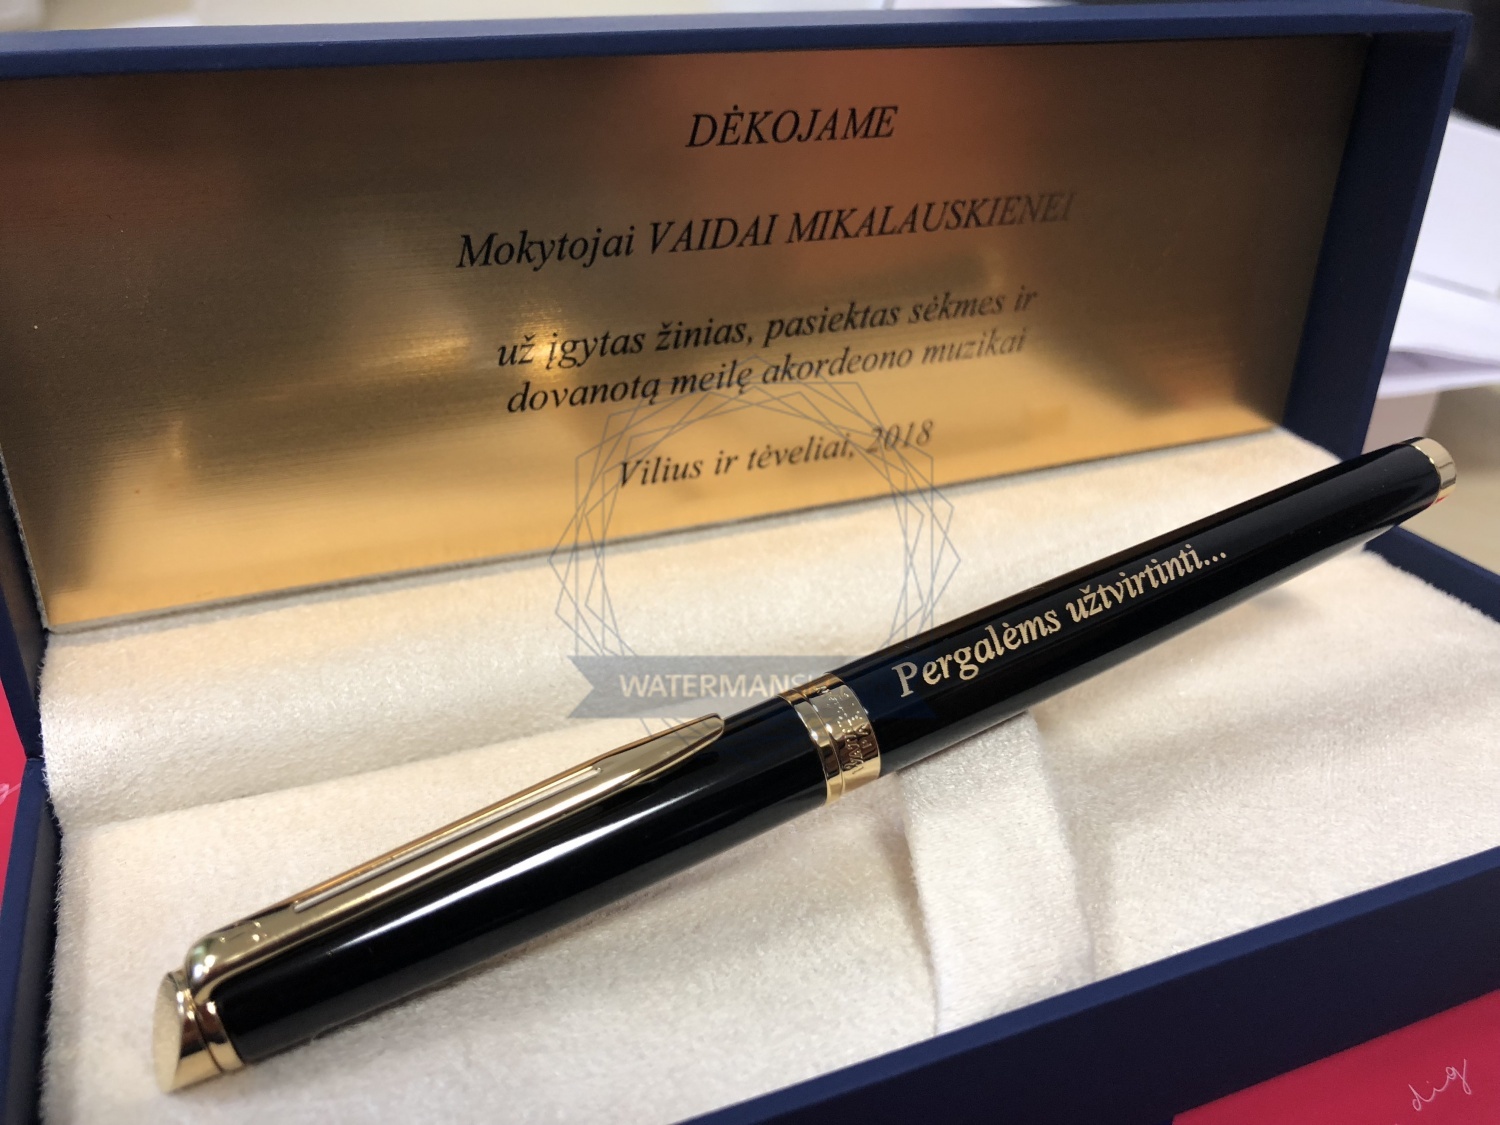 DĖKOJAME
Mokytojai VAIDAI MIKALAUSKIENEI
už įgytas žinias, pasiektas sėkmes ir
dovanotą meilę akordeono muzikai
Vilius ir tėveliai, 2018
Pergalėms užtvirtinti...
dig